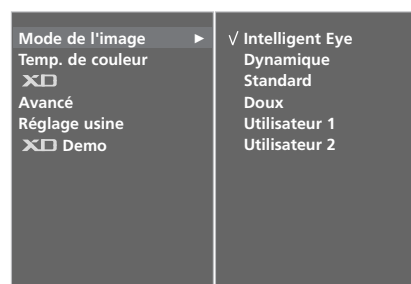 Mode de l'image ►
Temp. de couleur
XD
Avancé
Réglage usine
XD Demo
√ Intelligent Eye
Dynamique
Standard
Doux
Utilisateur 1
Utilisateur 2